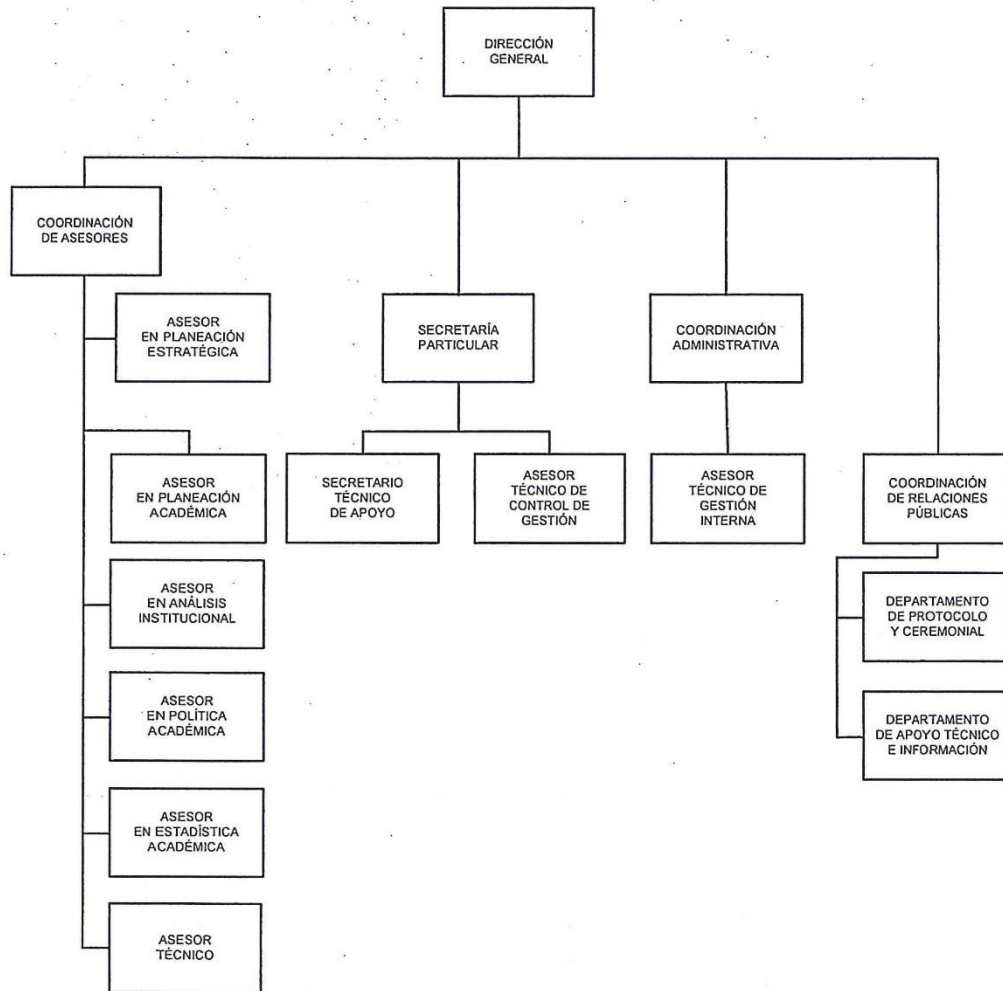 DIRECCIÓN
GENERAL
COORDINACIÓN
DE ASESORES
ASESOR
EN PLANEACIÓN
ESTRATÉGICA
SECRETARÍA
PARTICULAR
COORDINACIÓN
ADMINISTRATIVA
ASESOR
EN PLANEACIÓN
ACADÉMICA
SECRETARIO
TÉCNICO
DE APOYO
ASESOR
TÉCNICO DE
CONTROL DE
GESTIÓN
ASESOR
TÉCNICO DE
GESTIÓN
INTERNA
COORDINACIÓN
DE RELACIONES
PÚBLICAS
ASESOR
EN ANÁLISIS
INSTITUCIONAL
DEPARTAMENTO
DE PROTOCOLO
Y CEREMONIAL
ASESOR
EN POLÍTICA
ACADÉMICA
DEPARTAMENTO
DE APOYO TÉCNICO
E INFORMACIÓN
ASESOR
EN ESTADÍSTICA
ACADÉMICA
ASESOR
TÉCNICO